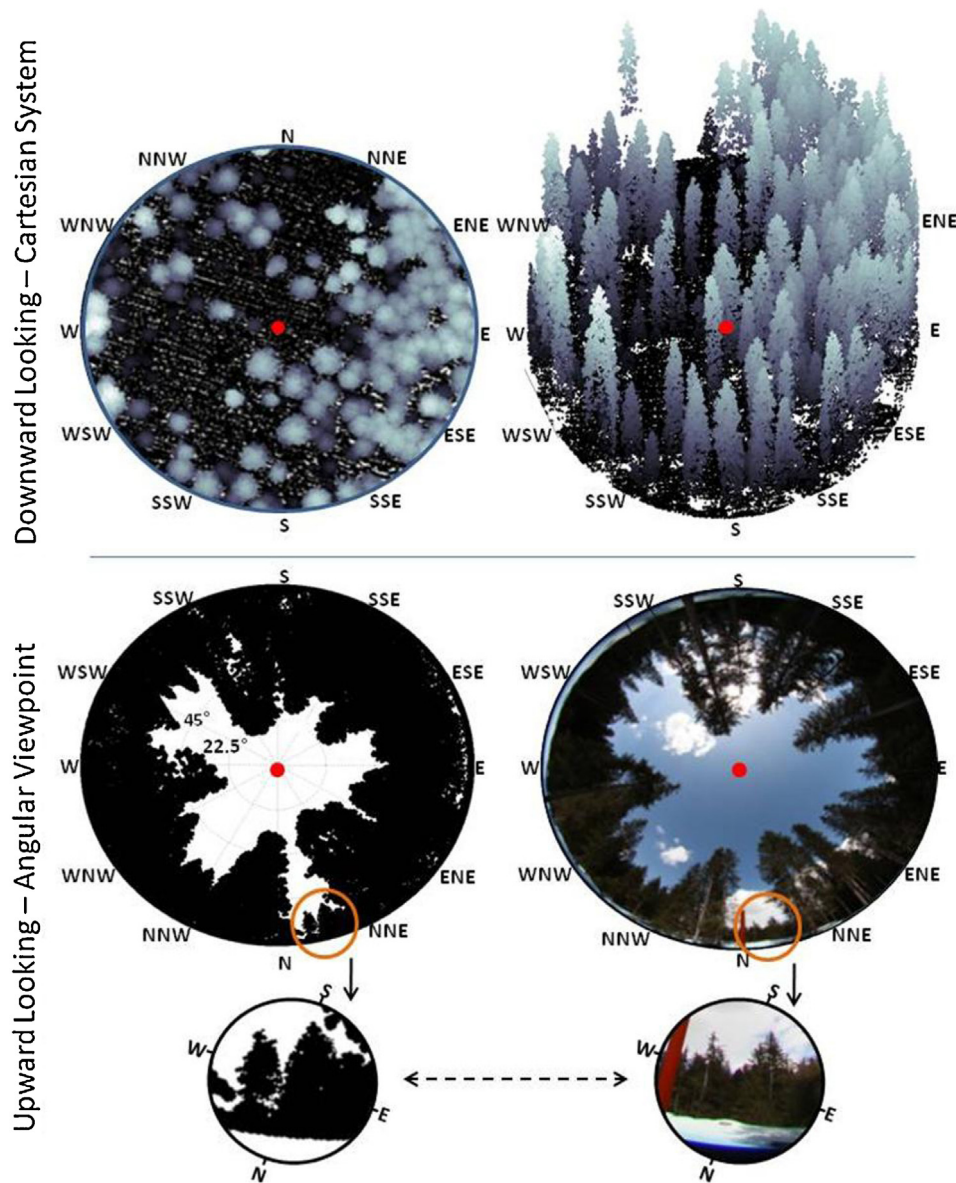 Downward Looking – Cartesian System
N
NNW
NNE
WNW
ENE
W
E
WSW
ESE
SSW
SSE
S
WNW
ENE
W
E
WSW
ESE
SSW
SSE
S
Upward Looking – Angular Viewpoint
S
SSW
SSE
WSW
ESE
45°
22.5°
W
E
WNW
ENE
NNW
NNE
N
S
SSW
SSE
WSW
ESE
W
E
WNW
ENE
NNW
NNE
N
S
W
E
N
S
W
E
N